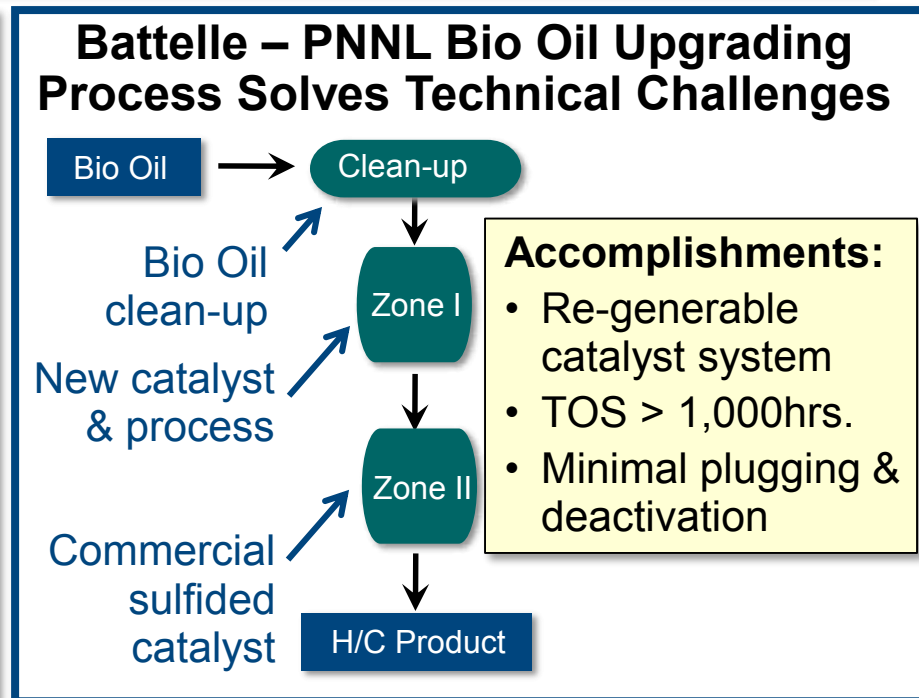 Battelle – PNNL Bio Oil Upgrading
Process Solves Technical Challenges
Bio Oil
Clean-up
Bio Oil
clean-up
Zone I
New catalyst
& process
Zone II
Commercial
sulfided
catalyst
H/C Product
Accomplishments:
• Re-generable
catalyst system
• TOS > 1,000hrs.
• Minimal plugging &
deactivation